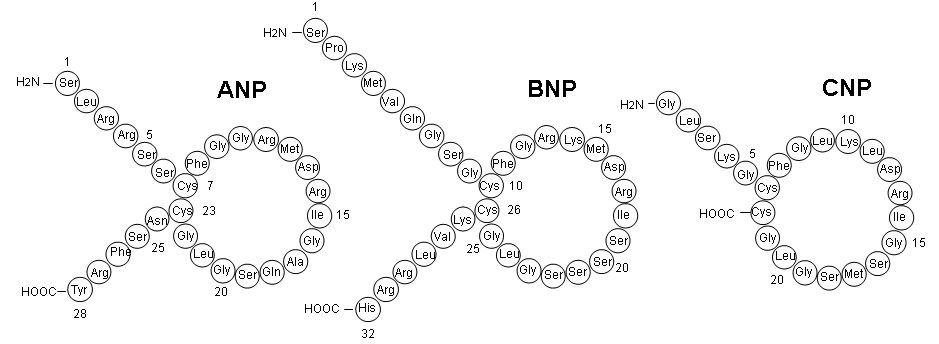 ANP
1
H2N
Ser
Leu
Arg
Arg
5
Ser
Ser
Cys
7
Phe
Gly
Gly
Arg
Met
Asp
Arg
Ile
15
Gly
Ala
Gln
Ser
Gly
20
Leu
Gly
Cys
23
Asn
Ser
25
Phe
Arg
Tyr
28
HOOC
BNP
1
H2N
Ser
Pro
Lys
Met
Val
Gln
Gly
Ser
Gly
Cys
10
Phe
Gly
Arg
Lys
Met
15
Asp
Arg
Ile
Ser
Ser
20
Ser
Ser
Gly
Leu
Gly
25
Cys
26
Lys
Val
Leu
Arg
Arg
His
32
HOOC
CNP
H2N
Gly
Leu
Ser
Lys
Gly
5
Cys
Phe
Gly
Leu
Lys
10
Leu
Asp
Arg
Ile
Gly
15
Ser
Met
Ser
Gly
Leu
20
Gly
Cys
HOOC